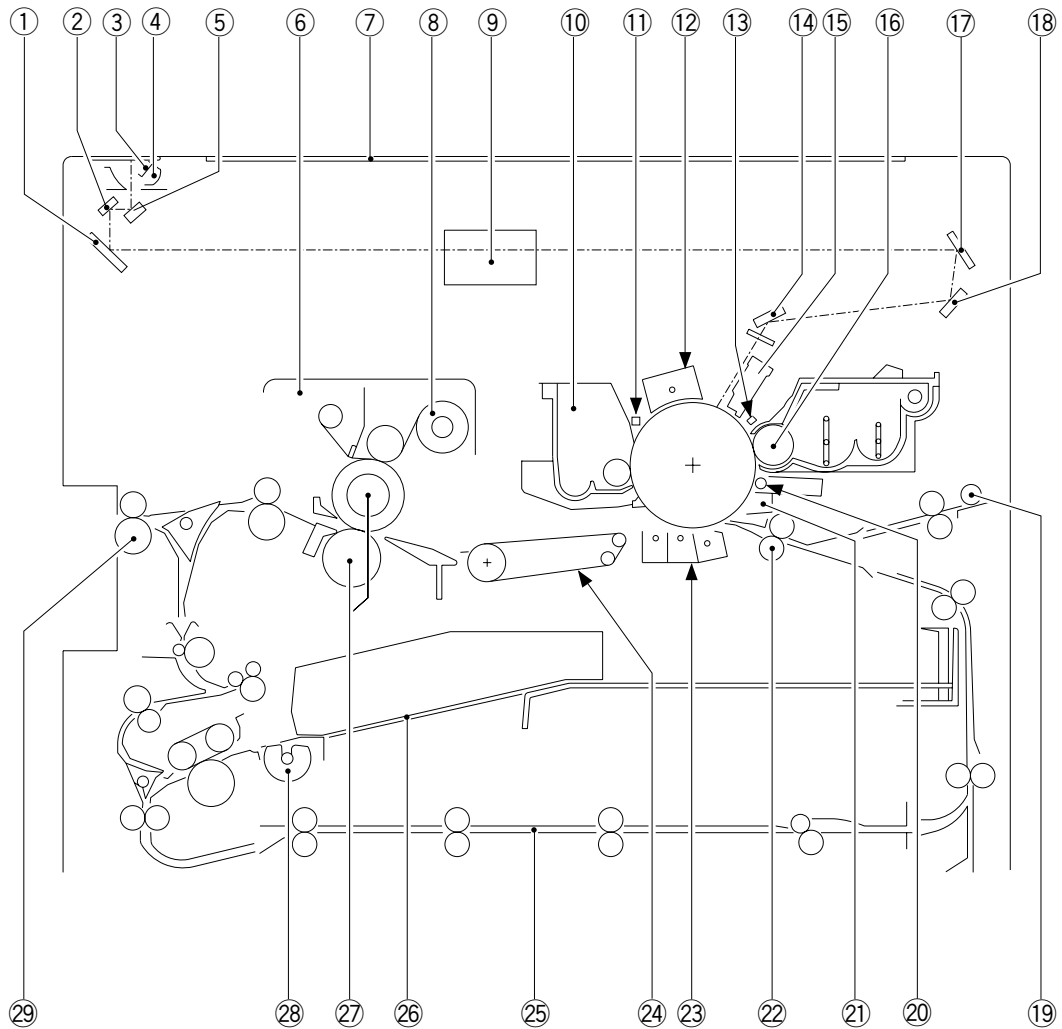 ① ② ③ ④ ⑤ ⑥ ⑦ ⑧ ⑨ ⑩ ⑪ ⑫ ⑬ ⑭ ⑮ ⑯ ⑰ ⑱
㉙ ㉘ ㉗ ㉖ ㉕ ㉔ ㉓ ㉒ ㉑ ⑳ ⑲